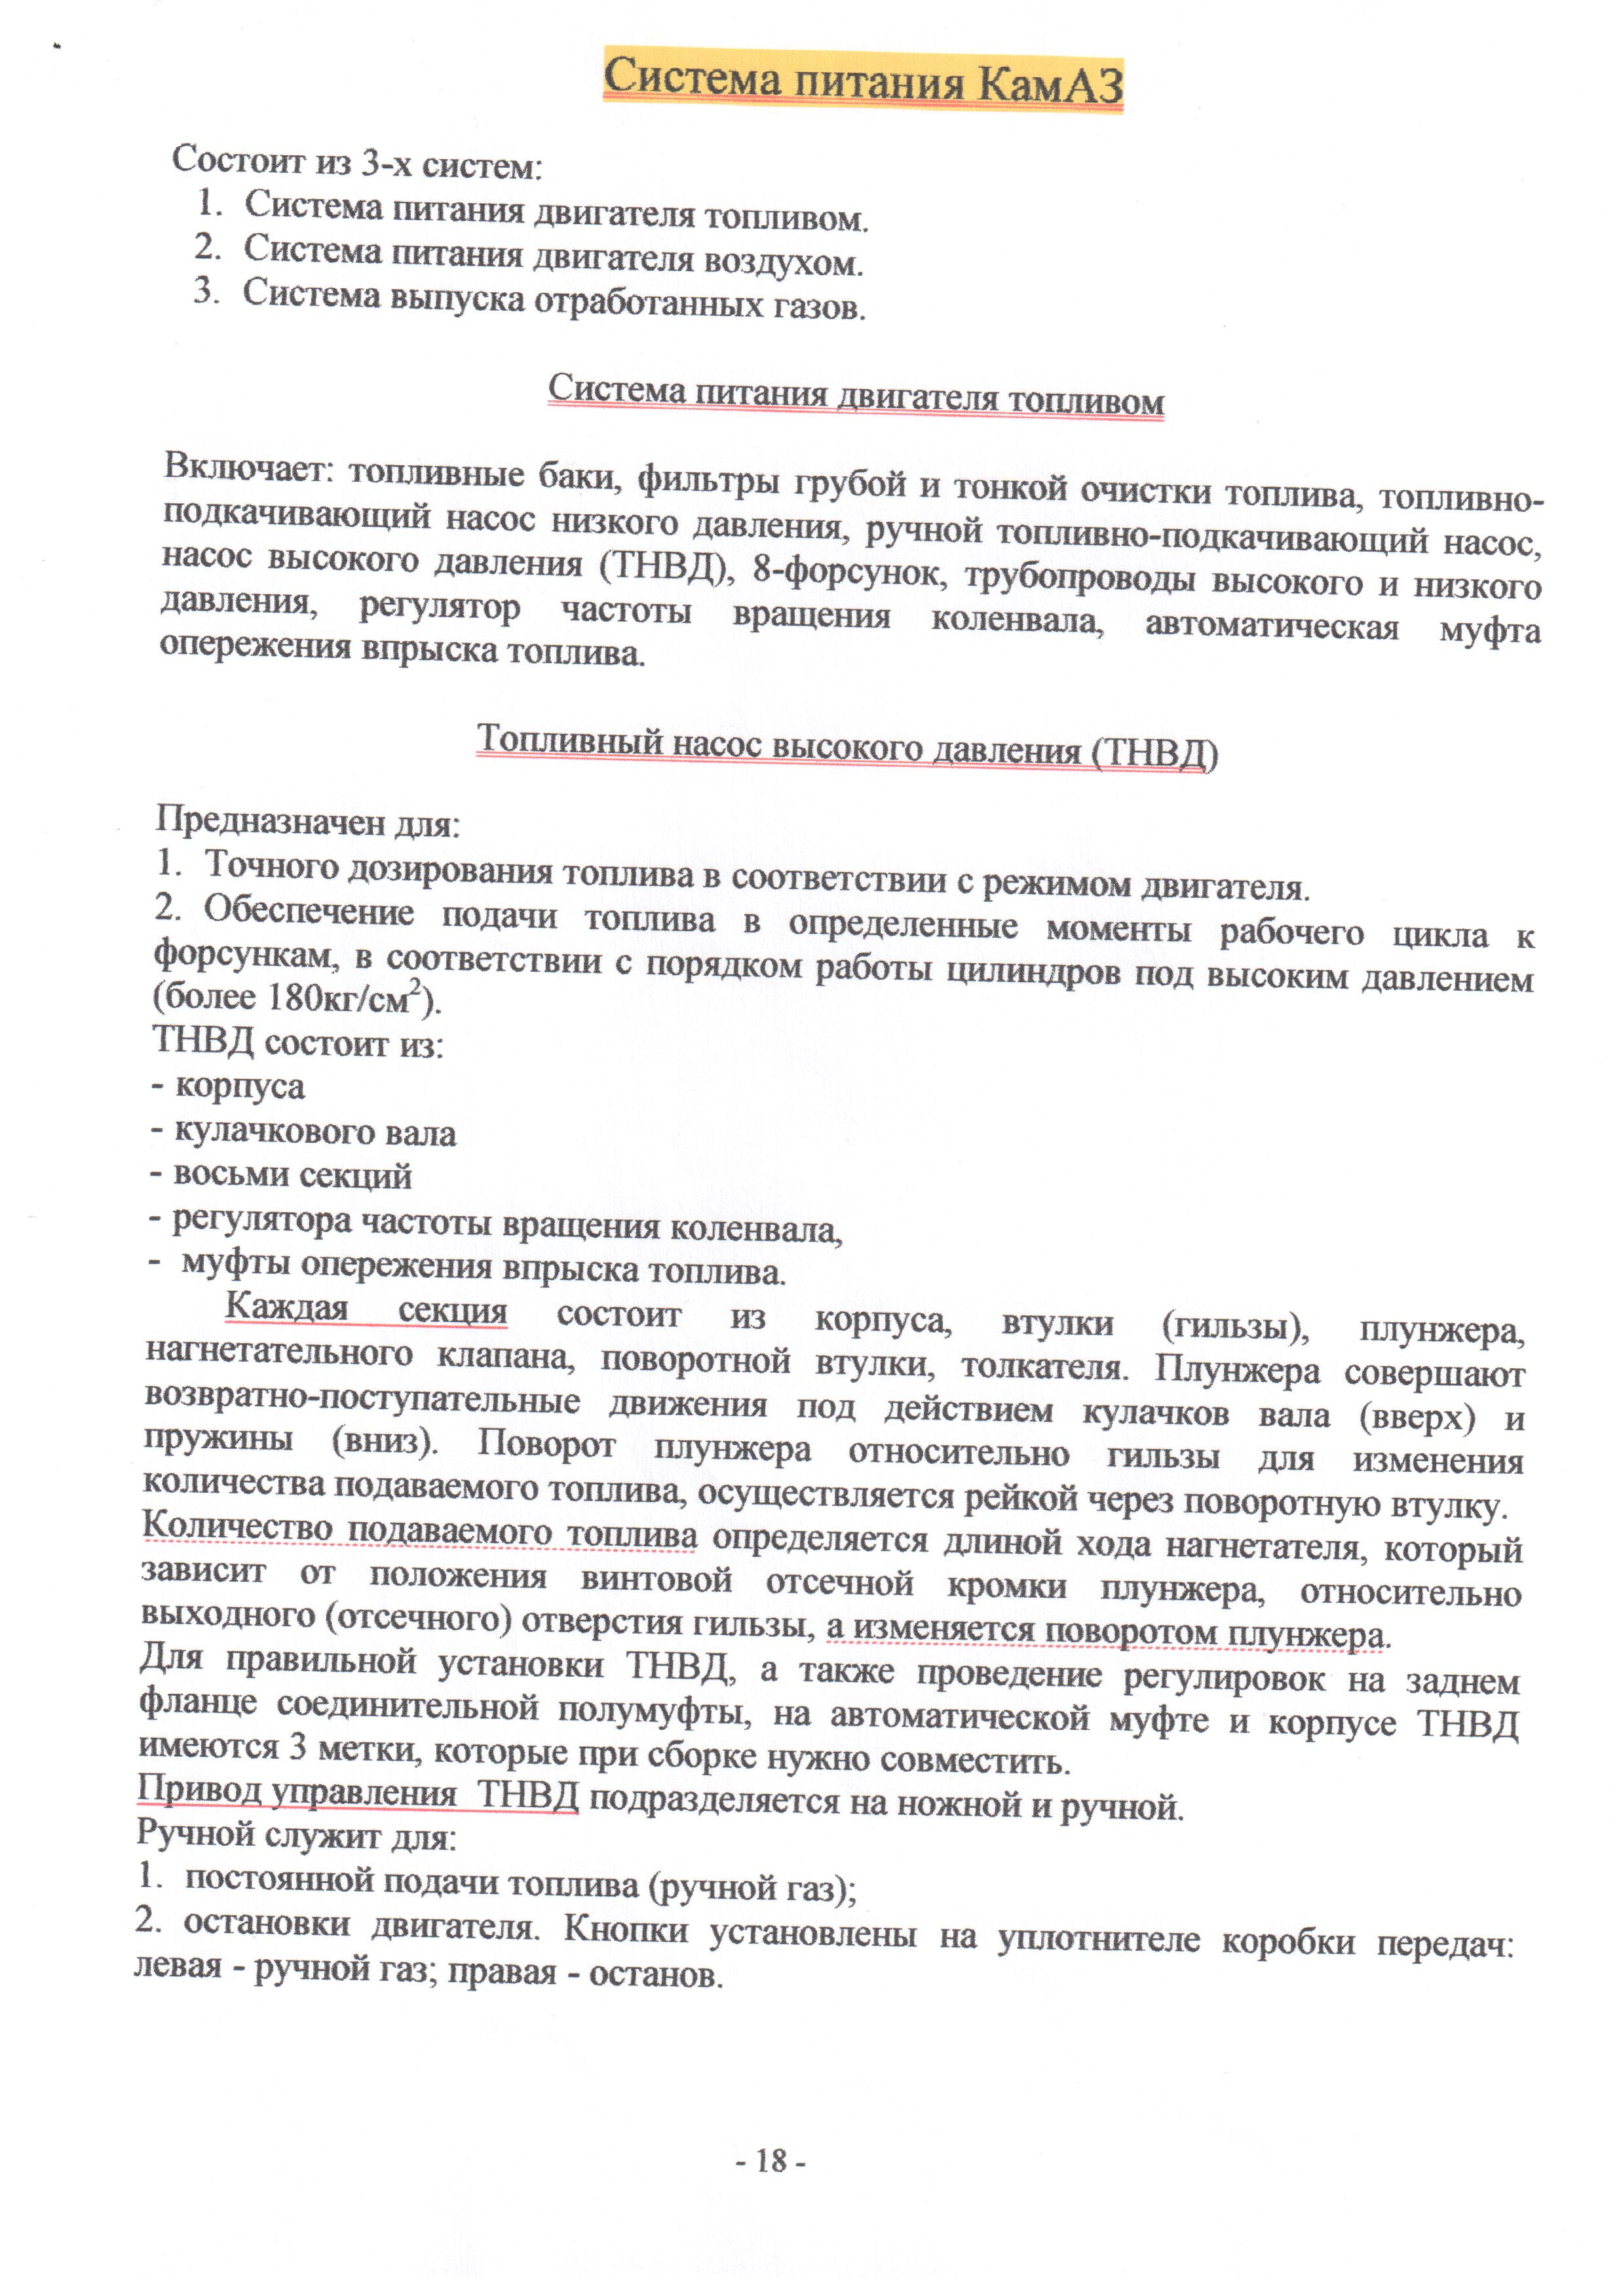 Система питания КамАЗ
Состоит из 3-х систем:
1. Система питания двигателя топливом.
2. Система питания двигателя воздухом.
3. Система выпуска отработанных газов.
Система питания двигателя топливом
Включает: топливные баки, фильтры грубой и тонкой очистки топлива, топливно-
подкачивающий насос низкого давления, ручной топливно-подкачивающий насос,
насос высокого давления (ТНВД), 8-форсунок, трубопроводы высокого и низкого
давления, регулятор частоты вращения коленвала, автоматическая муфта
опережения впрыска топлива.
Топливный насос высокого давления (ТНВД)
Предназначен для:
1. Точного дозирования топлива в соответствии с режимом двигателя.
2. Обеспечение подачи топлива в определенные моменты рабочего цикла к
форсункам, в соответствии с порядком работы цилиндров под высоким давлением
(более 180кг/см²).
ТНВД состоит из:
- корпуса
- кулачкового вала
- восьми секций
- регулятора частоты вращения коленвала,
- муфты опережения впрыска топлива.
Каждая секция состоит из корпуса, втулки (гильзы), плунжера,
нагнетательного клапана, поворотной втулки, толкателя. Плунжера совершают
возвратно-поступательные движения под действием кулачков вала (вверх) и
пружины (вниз). Поворот плунжера относительно гильзы для изменения
количества подаваемого топлива, осуществляется рейкой через поворотную втулку.
Количество подаваемого топлива определяется длиной хода нагнетателя, который
зависит от положения винтовой отсечной кромки плунжера, относительно
выходного (отсечного) отверстия гильзы, а изменяется поворотом плунжера.
Для правильной установки ТНВД, а также проведение регулировок на заднем
фланце соединительной полумуфты, на автоматической муфте и корпусе ТНВД
имеются 3 метки, которые при сборке нужно совместить.
Привод управления ТНВД подразделяется на ножной и ручной.
Ручной служит для:
1. постоянной подачи топлива (ручной газ);
2. остановки двигателя. Кнопки установлены на уплотнителе коробки передач:
левая - ручной газ; правая - останов.
- 18 -